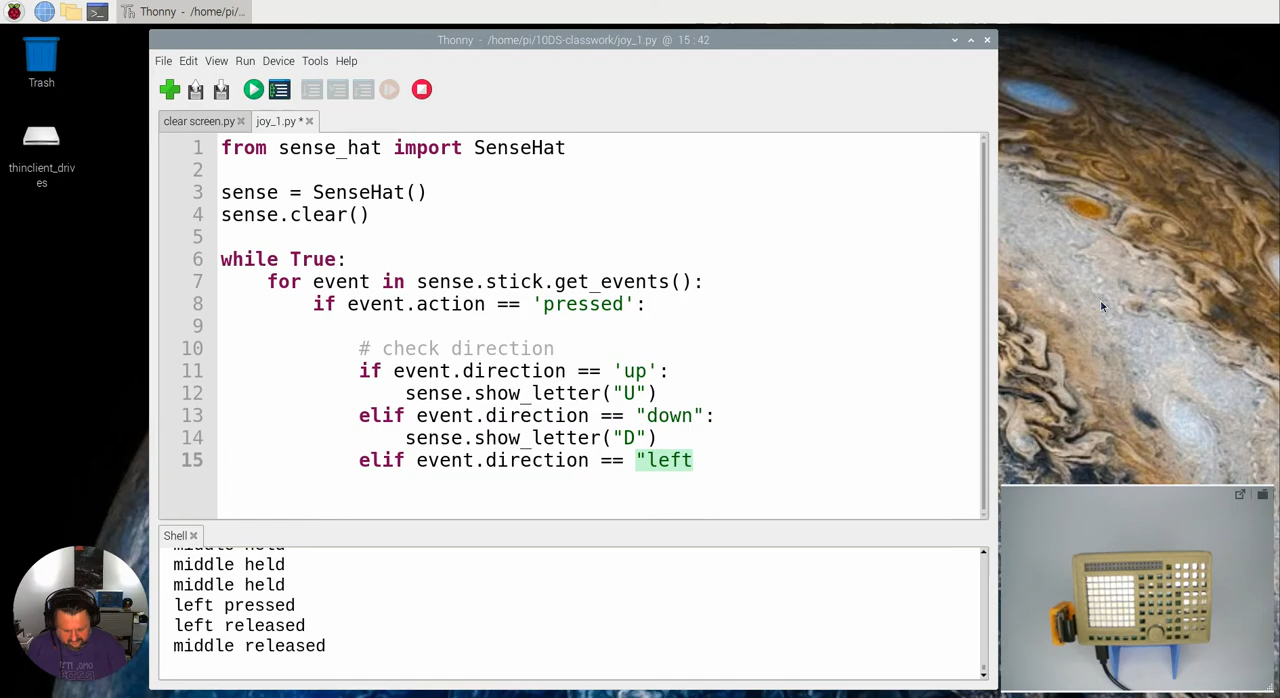 Thonny - /home/pi/...
Thonny - /home/pi/10DS-classwork/joy_1.py @ 15 : 42
Trash
thinclient_driv
es
File Edit View Run Device Tools Help
clear screen.py joy_1.py *
1 from sense_hat import SenseHat
2
3 sense = SenseHat()
4 sense.clear()
5
6 while True:
7 for event in sense.stick.get_events():
8 if event.action == 'pressed':
9
10 # check direction
11 if event.direction == 'up':
12 sense.show_letter("U")
13 elif event.direction == "down":
14 sense.show_letter("D")
15 elif event.direction == "left
Shell
middle held
middle held
middle held
left pressed
left released
middle released